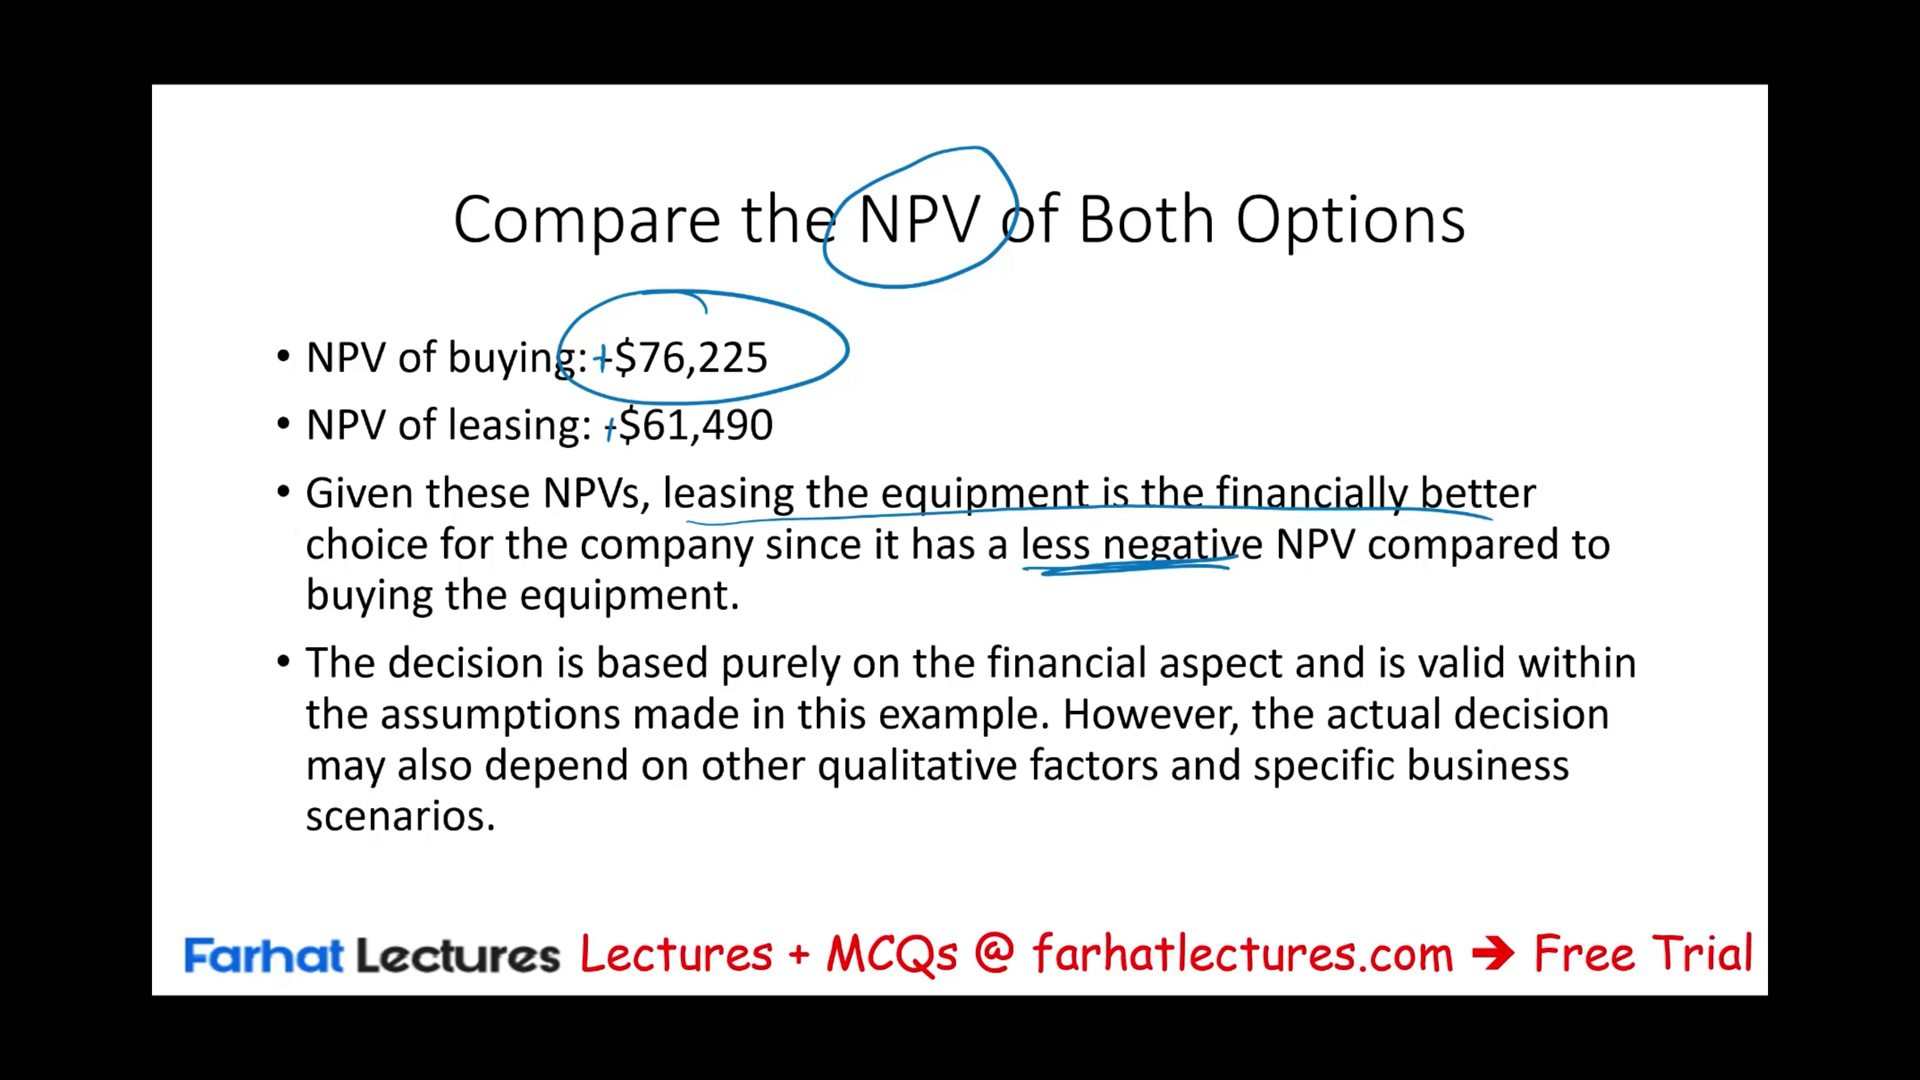 Compare the NPV of Both Options
• NPV of buying: +$76,225
• NPV of leasing: +$61,490
• Given these NPVs, leasing the equipment is the financially better
choice for the company since it has a less negative NPV compared to
buying the equipment.
• The decision is based purely on the financial aspect and is valid within
the assumptions made in this example. However, the actual decision
may also depend on other qualitative factors and specific business
scenarios.
Farhat Lectures Lectures + MCQs @ farhatlectures.com ➔ Free Trial